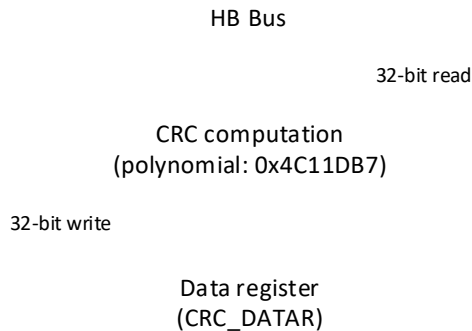 HB Bus
32-bit read
CRC computation
(polynomial: 0x4C11DB7)
32-bit write
Data register
(CRC_DATAR)